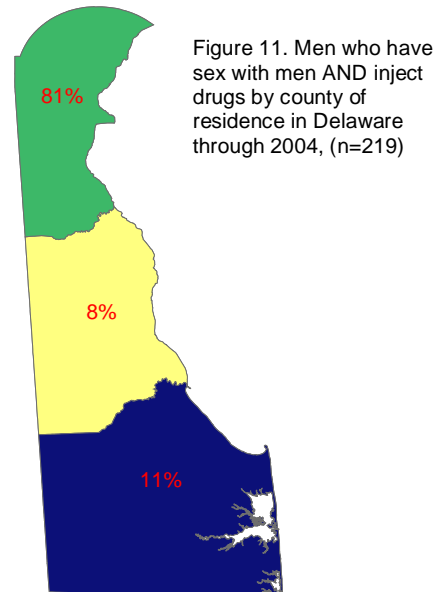 Figure 11. Men who have
sex with men AND inject
drugs by county of
residence in Delaware
through 2004, (n=219)
81%
8%
11%